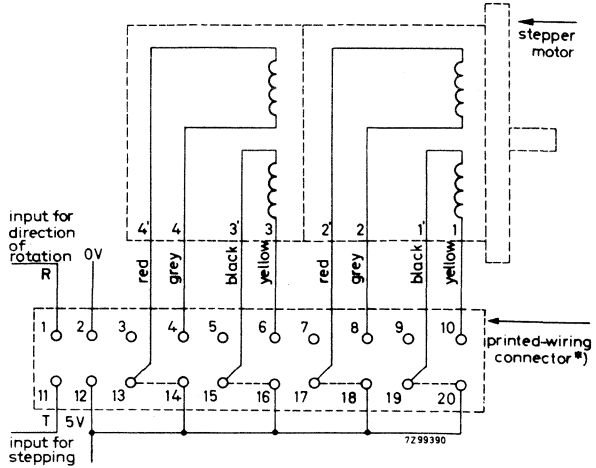 stepper
motor
4' 4 3' 3 2' 2 1' 1
input for
direction
of
rotation
R
0V
red
grey
black
yellow
red
grey
black
yellow
1 2 3 4 5 6 7 8 9 10
printed-wiring
connector*)
11 12 13 14 15 16 17 18 19 20
T 5V
input for
stepping
7Z99390